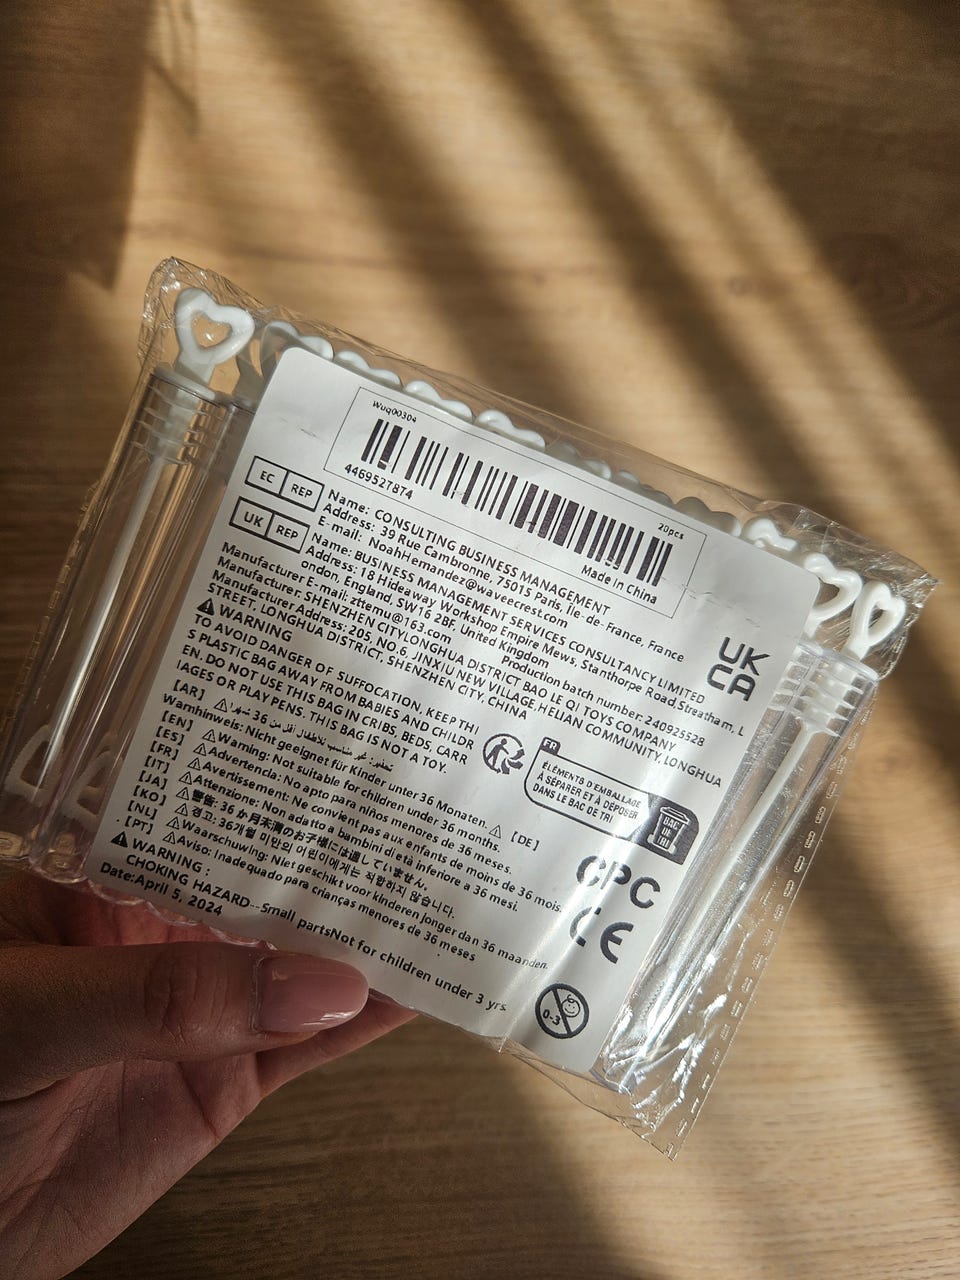 Wuq00304
4469527874
20pcs
Made in China
EC REP
Name: CONSULTING BUSINESS MANAGEMENT
Address: 39 Rue Cambronne, 75015 Paris, Île-de-France, France
E-mail: NoahHernandez@waveecrest.com
UK REP
Name: BUSINESS MANAGEMENT SERVICES CONSULTANCY LIMITED
Address: 18 Hideaway Workshop Empire Mews, Stanthorpe Road,Streatham, L
ondon, England, SW16 2BF, United Kingdom
Production batch number: 240925528
Manufacturer E-mail: zttemu@163.com
Manufacturer: SHENZHEN CITYLONGHUA DISTRICT BAO LE QI TOYS COMPANY
Manufacturer Address: 205, NO.6, JINXIU NEW VILLAGE,HELIAN COMMUNITY, LONGHUA
STREET, LONGHUA DISTRICT, SHENZHEN CITY, CHINA
UK
CA
WARNING
TO AVOID DANGER OF SUFFOCATION, KEEP THI
S PLASTIC BAG AWAY FROM BABIES AND CHILDR
EN, DO NOT USE THIS BAG IN CRIBS, BEDS, CARR
IAGES OR PLAY PENS. THIS BAG IS NOT A TOY.
FR
ÉLÉMENTS D'EMBALLAGE
À SÉPARER ET À DÉPOSER
DANS LE BAC DE TRI
BAC
DE
TRI
[AR] تحذير: غير مناسب للأطفال أقل من 36 شهرا!
[DE]
Warnhinweis: Nicht geeignet für Kinder unter 36 Monaten.
[EN] Warning: Not suitable for children under 36 months.
[ES] Advertencia: No apto para niños menores de 36 meses.
[FR] Avertissement: Ne convient pas aux enfants de moins de 36 mois.
[IT] Attenzione: Non adatto a bambini di età inferiore a 36 mesi.
[JA] 警告: 36か月未満のお子様には適していません。
[KO] 경고: 36개월 미만의 어린이에게는 적합하지 않습니다.
[NL] Waarschuwing: Niet geschikt voor kinderen jonger dan 36 maanden.
[PT] Aviso: Inadequado para crianças menores de 36 meses
WARNING :
CHOKING HAZARD--Small partsNot for children under 3 yrs
Date:April 5, 2024
CPC
CE
0-3